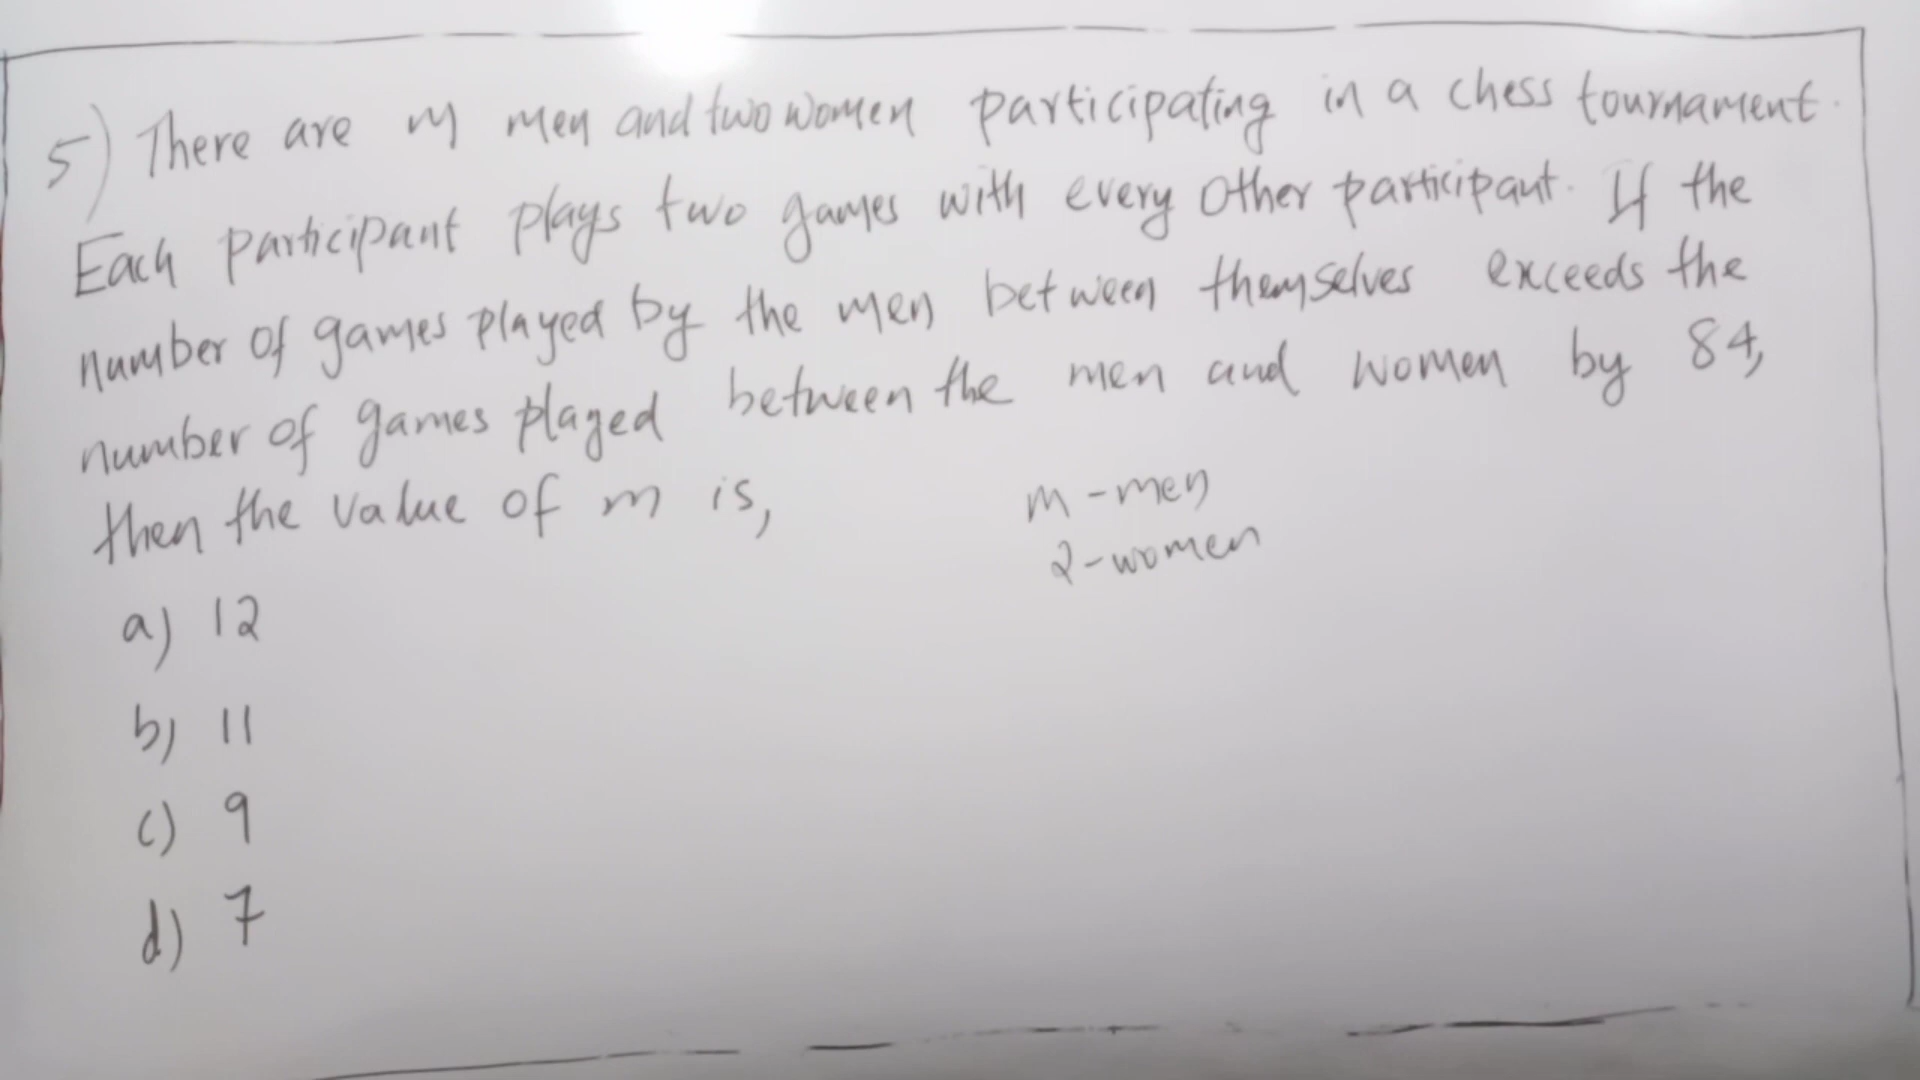 5) There are m men and two women participating in a chess tournament.
Each participant plays two games with every other participant. If the
number of games played by the men between themselves exceeds the
number of games played between the men and women by 84,
then the value of m is,
m - men
2 - women
a) 12
b) 11
c) 9
d) 7